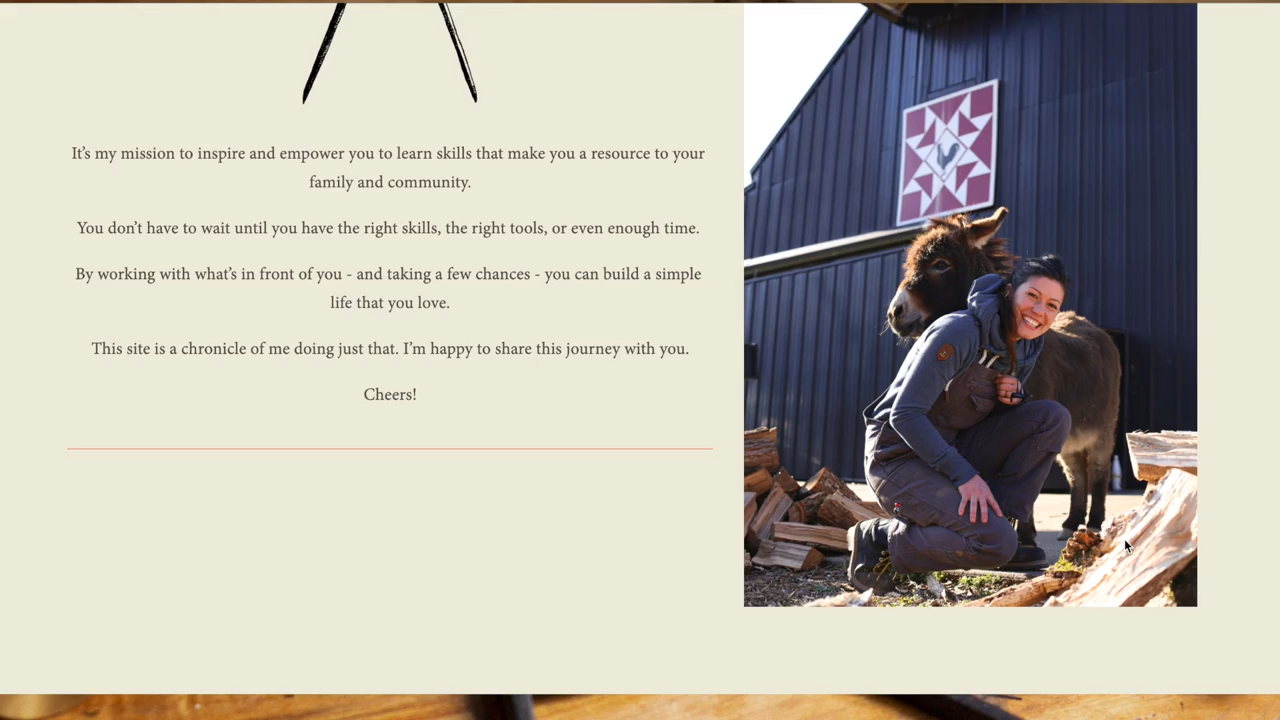 It’s my mission to inspire and empower you to learn skills that make you a resource to your
family and community.
You don’t have to wait until you have the right skills, the right tools, or even enough time.
By working with what’s in front of you - and taking a few chances - you can build a simple
life that you love.
This site is a chronicle of me doing just that. I’m happy to share this journey with you.
Cheers!